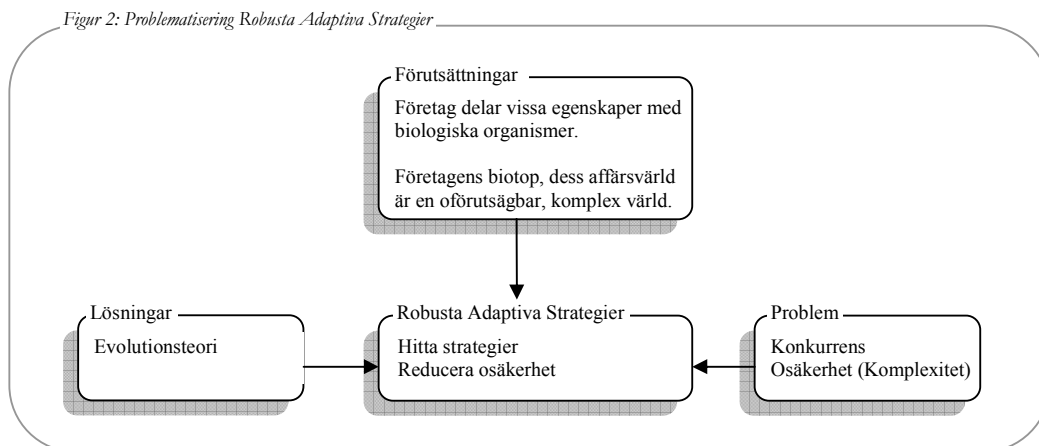 Figur 2: Problematisering Robusta Adaptiva Strategier
Förutsättningar
Företag delar vissa egenskaper med
biologiska organismer.
Företagens biotop, dess affärsvärld
är en oförutsägbar, komplex värld.
Lösningar
Evolutionsteori
Robusta Adaptiva Strategier
Hitta strategier
Reducera osäkerhet
Problem
Konkurrens
Osäkerhet (Komplexitet)